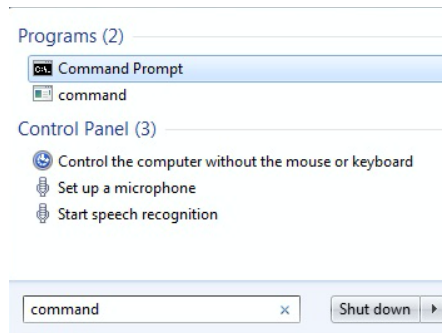 Programs (2)
Command Prompt
command
Control Panel (3)
Control the computer without the mouse or keyboard
Set up a microphone
Start speech recognition
command
Shut down